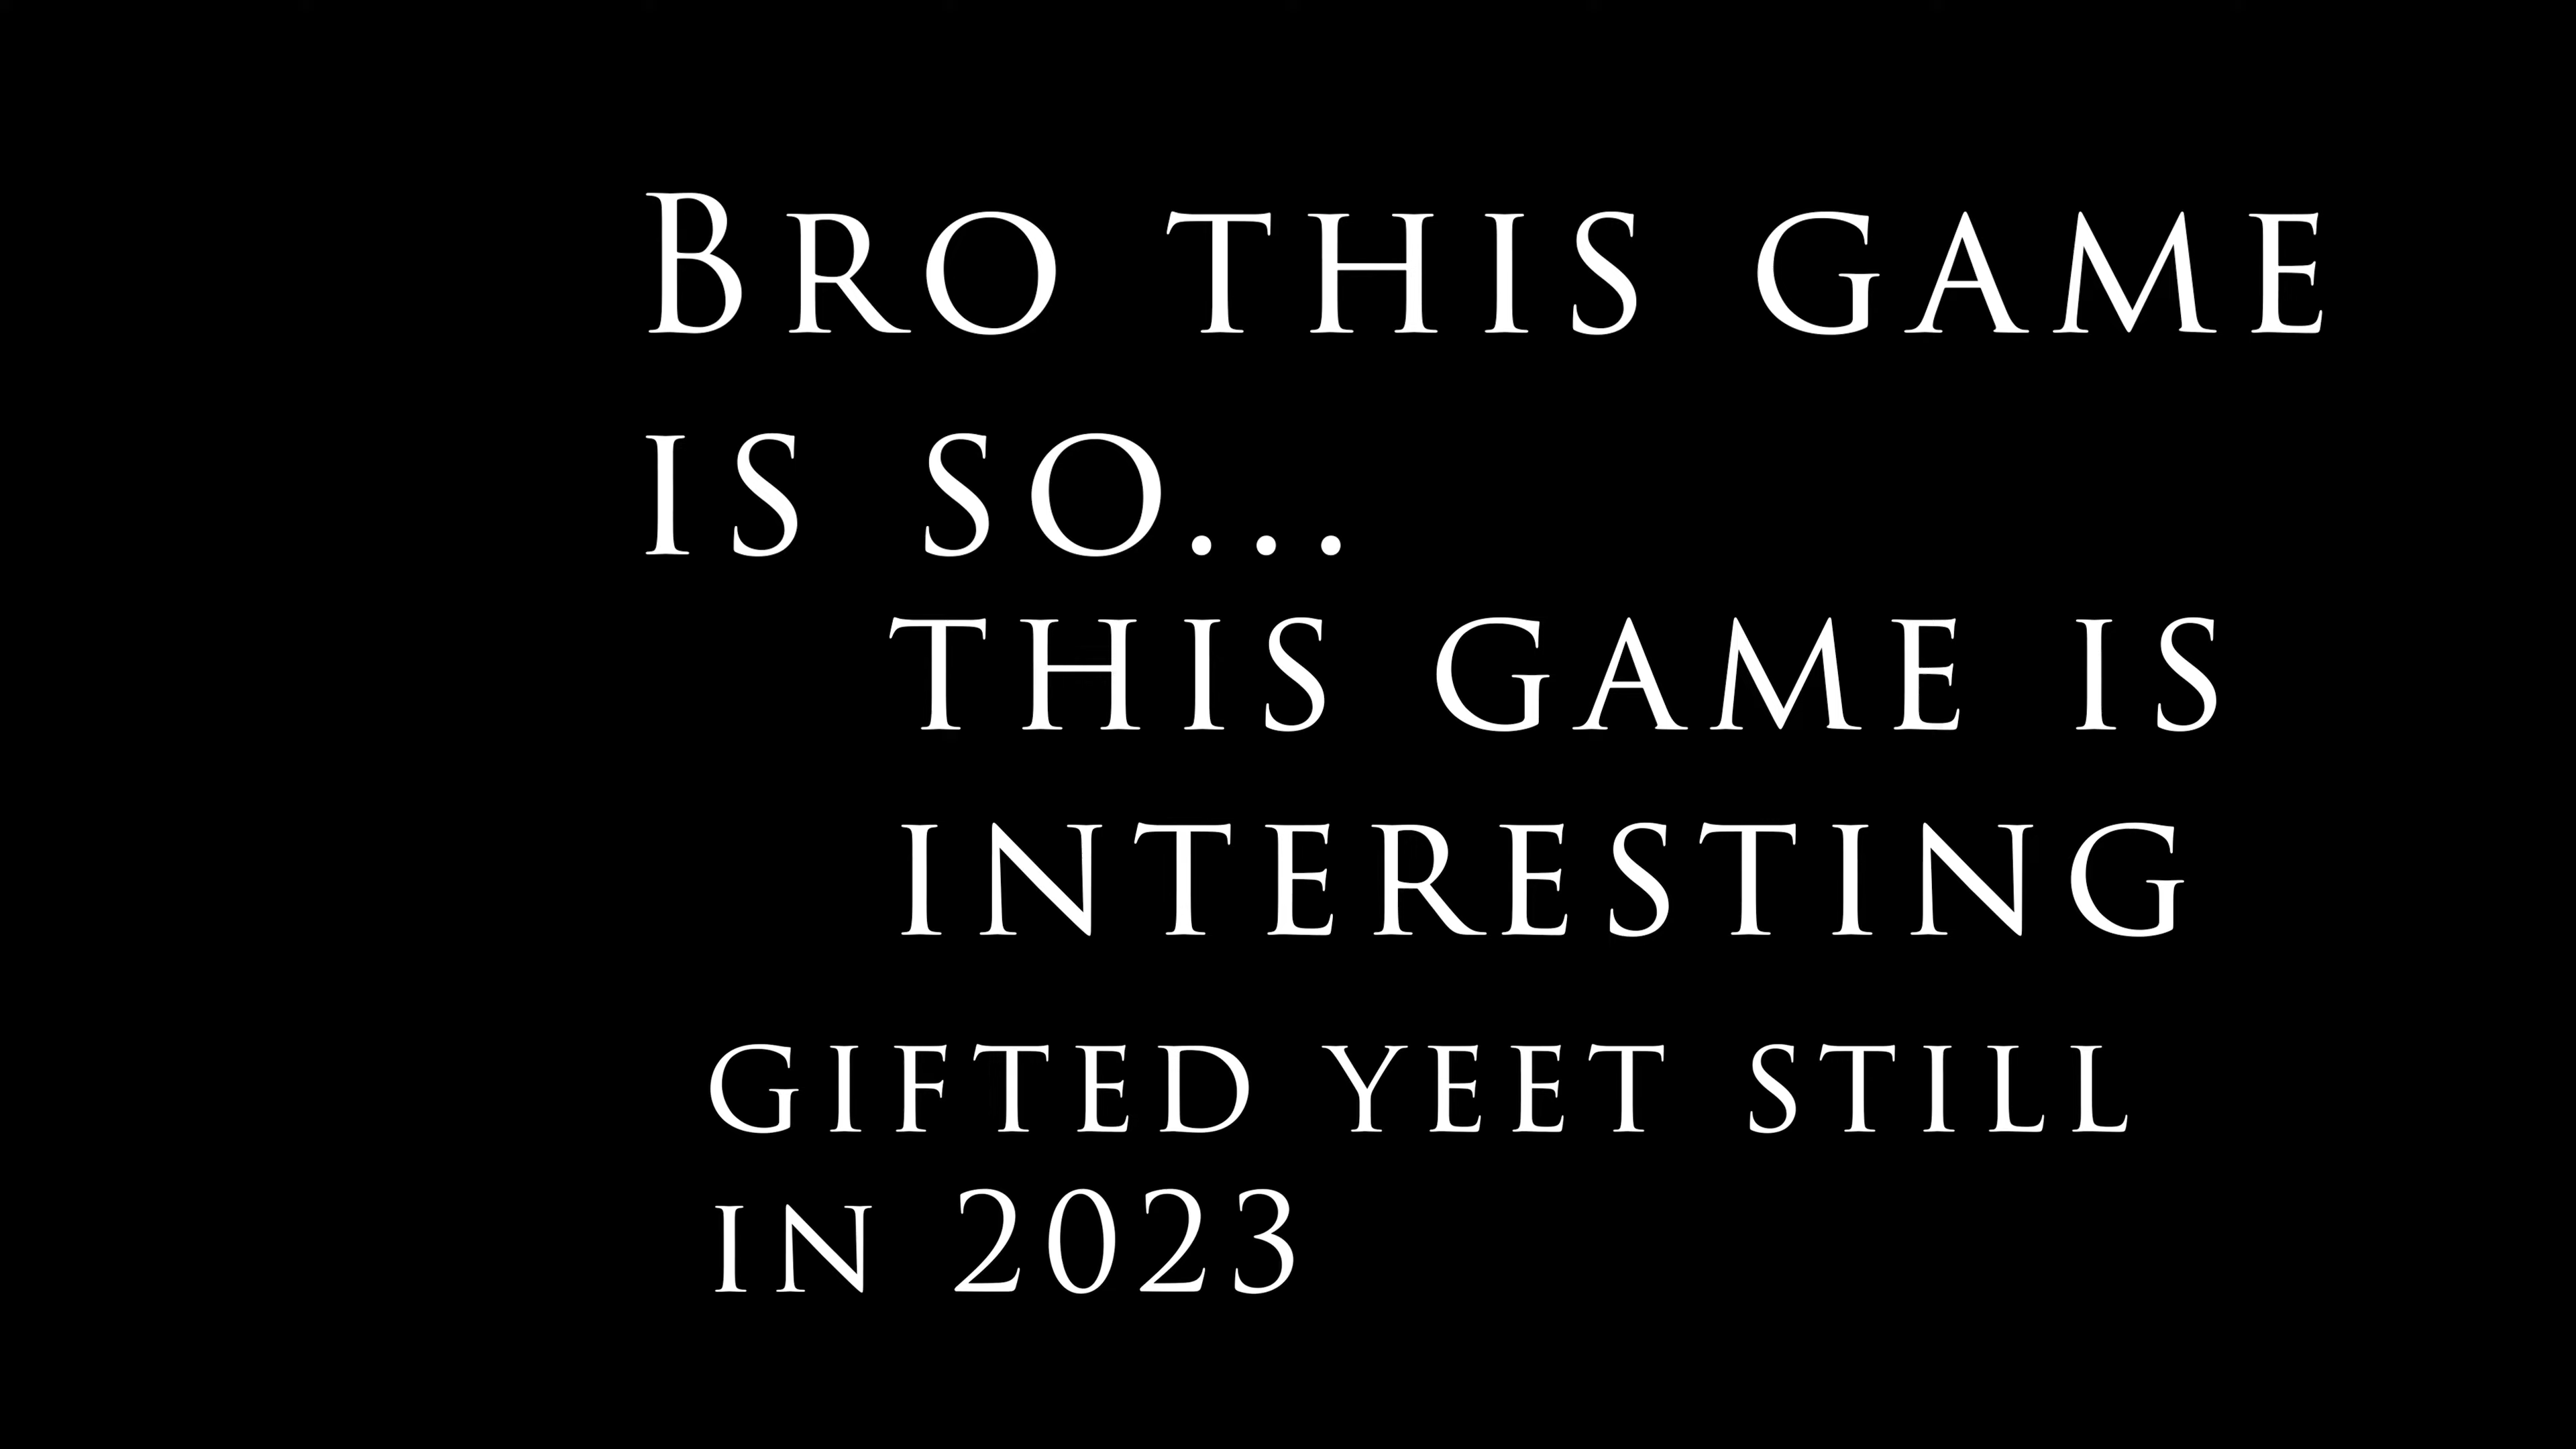 Bro this game
is so...
this game is
interesting
gifted yeet still
in 2023